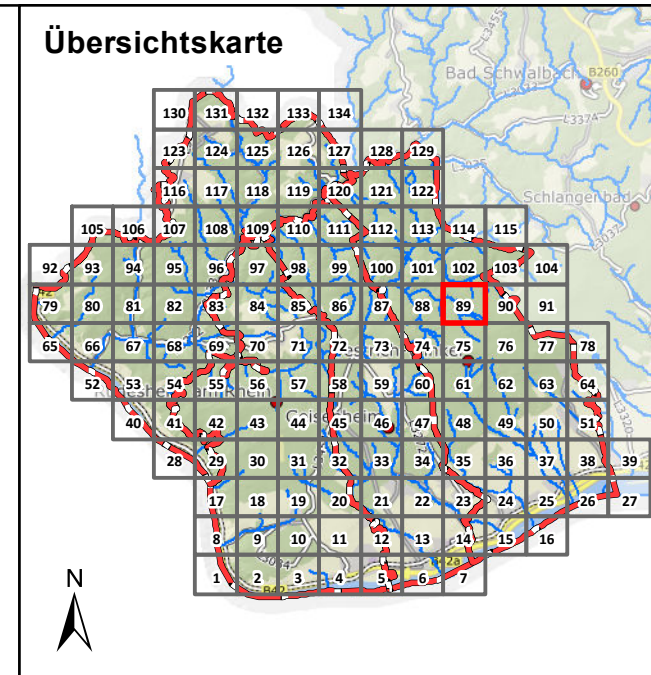 Übersichtskarte
Bad Schwalbach
B260
L3455
L3374
L3035
Schlangenbad
L3037
130 131 132 133 134
123 124 125 126 127 128 129
116 117 118 119 120 121 122
105 106 107 108 109 110 111 112 113 114 115
92 93 94 95 96 97 98 99 100 101 102 103 104
79 80 81 82 83 84 85 86 87 88 89 90 91
65 66 67 68 69 70 71 72 73 74 75 76 77 78
52 53 54 55 56 57 58 59 60 61 62 63 64
Geisenheim
L3320
40 41 42 43 44 45 46 47 48 49 50 51
28 29 30 31 32 33 34 35 36 37 38 39
17 18 19 20 21 22 23 24 25 26 27
8 9 10 11 12 13 14 15 16
L3034
B42a
1 2 3 4 5 6 7
B42
N